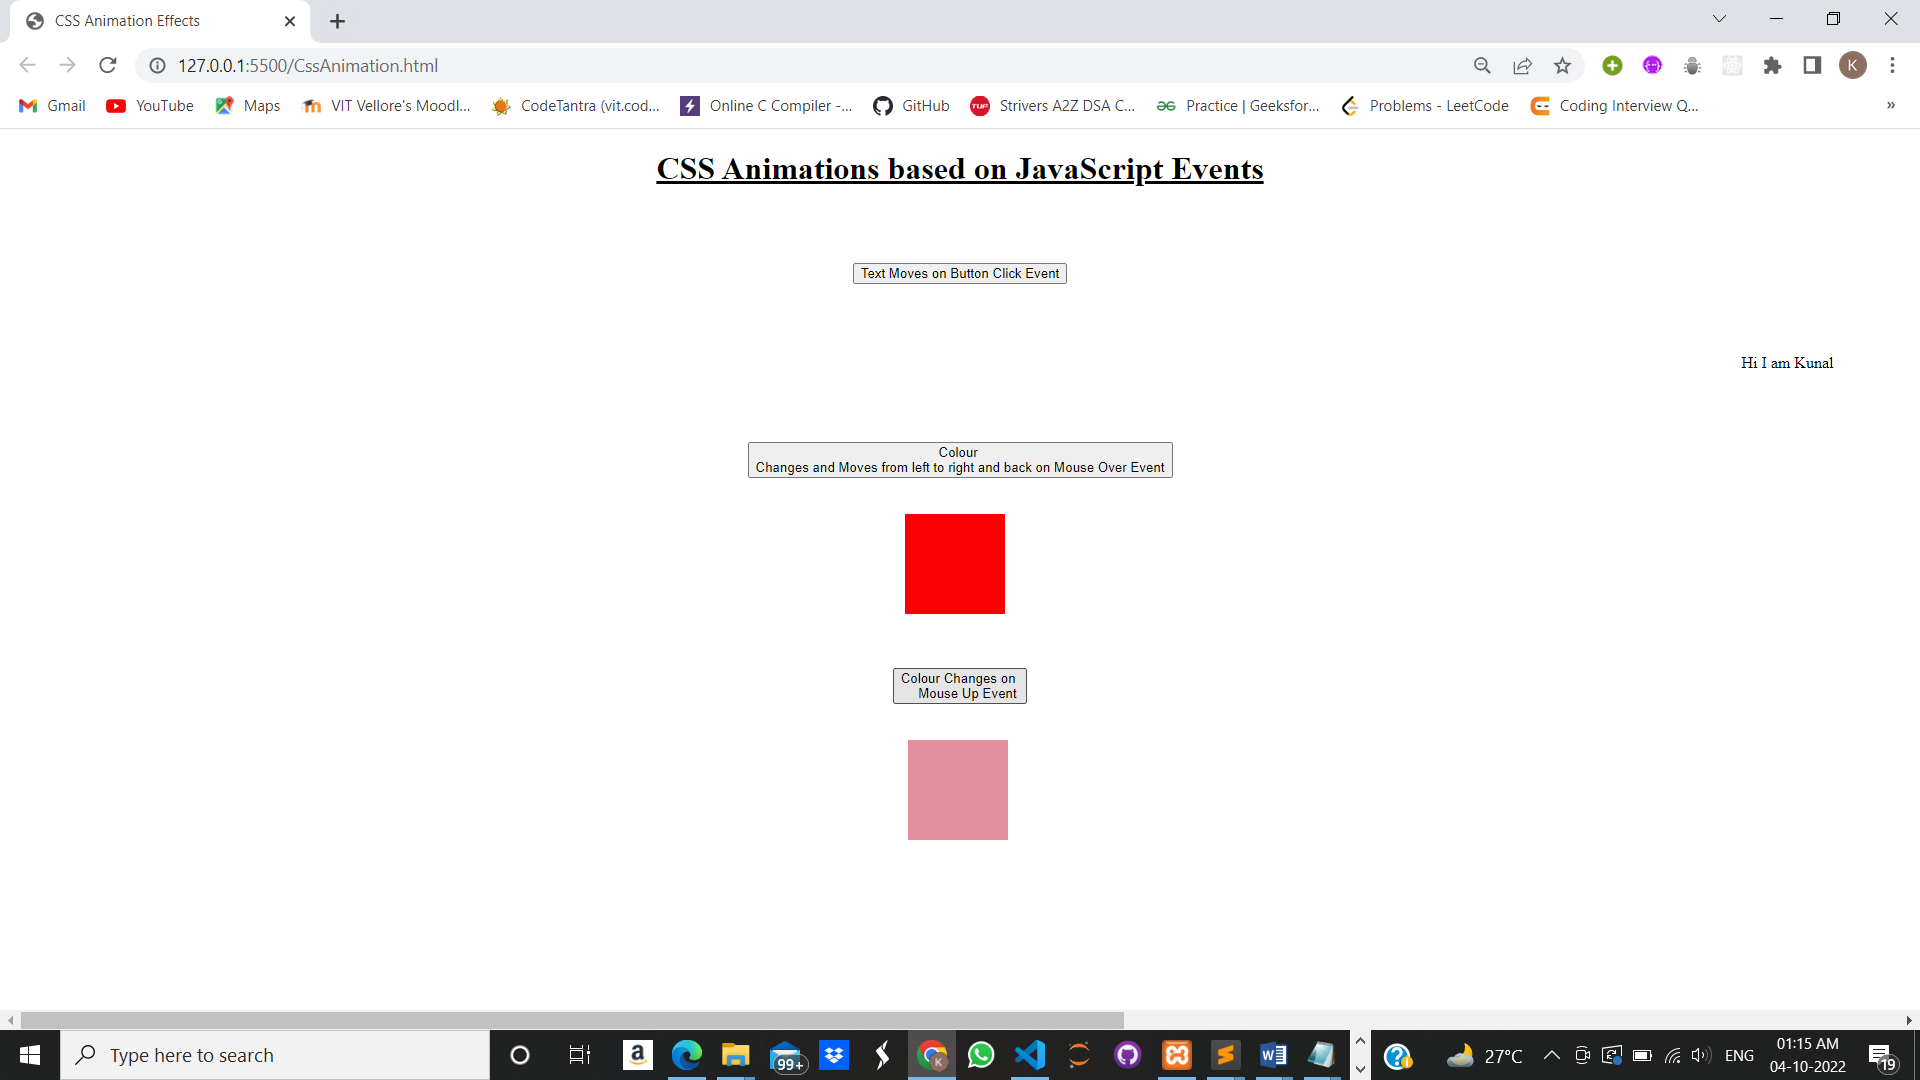 CSS Animation Effects
127.0.0.1:5500/CssAnimation.html
K
Gmail
YouTube
Maps
VIT Vellore's Moodl...
CodeTantra (vit.cod...
Online C Compiler -...
GitHub
TUF
Strivers A2Z DSA C...
Practice | Geeksfor...
Problems - LeetCode
Coding Interview Q...
»
CSS Animations based on JavaScript Events
Text Moves on Button Click Event
Hi I am Kunal
Colour
Changes and Moves from left to right and back on Mouse Over Event
Colour Changes on
Mouse Up Event
Type here to search
99+
K
27°C
ENG
01:15 AM
04-10-2022
19